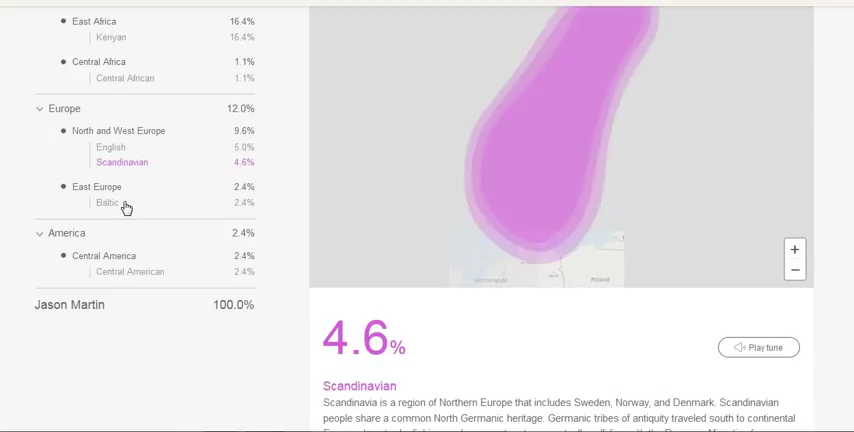 East Africa 16.4%
Kenyan 16.4%
Central Africa 1.1%
Central African 1.1%
Europe 12.0%
North and West Europe 9.6%
English 5.0%
Scandinavian 4.6%
East Europe 2.4%
Baltic 2.4%
America 2.4%
Central America 2.4%
Central American 2.4%
Jason Martin 100.0%
Poland
+
−
4.6%
Play tune
Scandinavian
Scandinavia is a region of Northern Europe that includes Sweden, Norway, and Denmark. Scandinavian
people share a common North Germanic heritage. Germanic tribes of antiquity traveled south to continental